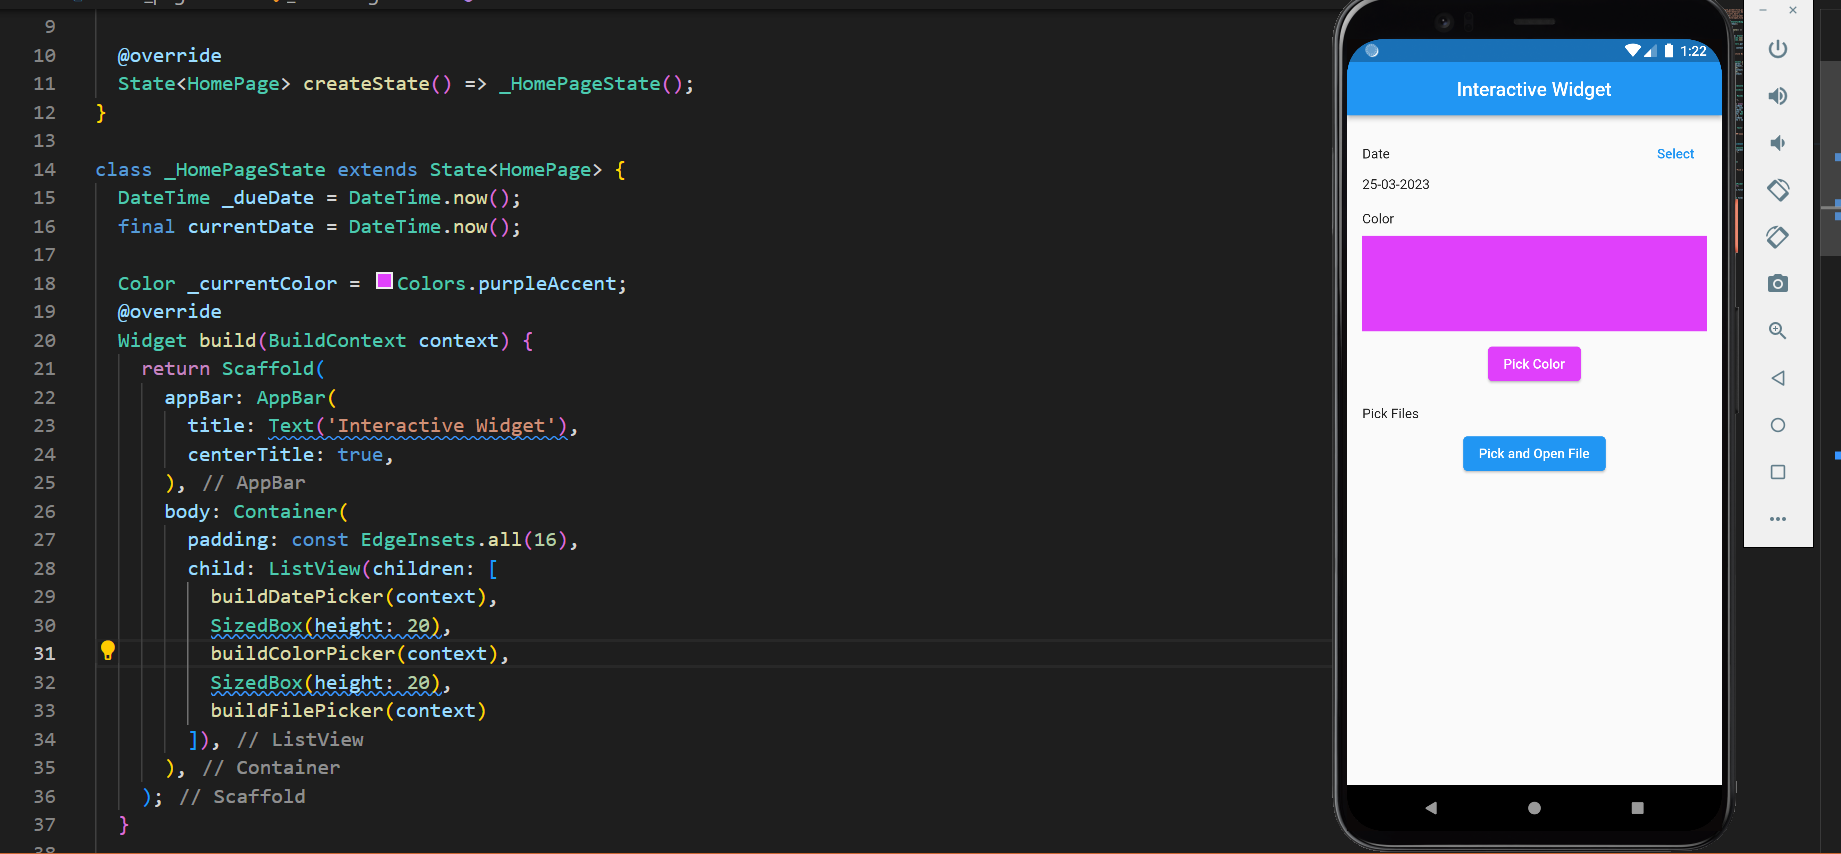 9
10 @override
11 State<HomePage> createState() => _HomePageState();
12 }
13
14 class _HomePageState extends State<HomePage> {
15 DateTime _dueDate = DateTime.now();
16 final currentDate = DateTime.now();
17
18 Color _currentColor = Colors.purpleAccent;
19 @override
20 Widget build(BuildContext context) {
21 return Scaffold(
22 appBar: AppBar(
23 title: Text('Interactive Widget'),
24 centerTitle: true,
25 ), // AppBar
26 body: Container(
27 padding: const EdgeInsets.all(16),
28 child: ListView(children: [
29 buildDatePicker(context),
30 SizedBox(height: 20),
31 buildColorPicker(context),
32 SizedBox(height: 20),
33 buildFilePicker(context)
34 ]), // ListView
35 ), // Container
36 ); // Scaffold
37 }
38
1:22
Interactive Widget
Date Select
25-03-2023
Color
Pick Color
Pick Files
Pick and Open File